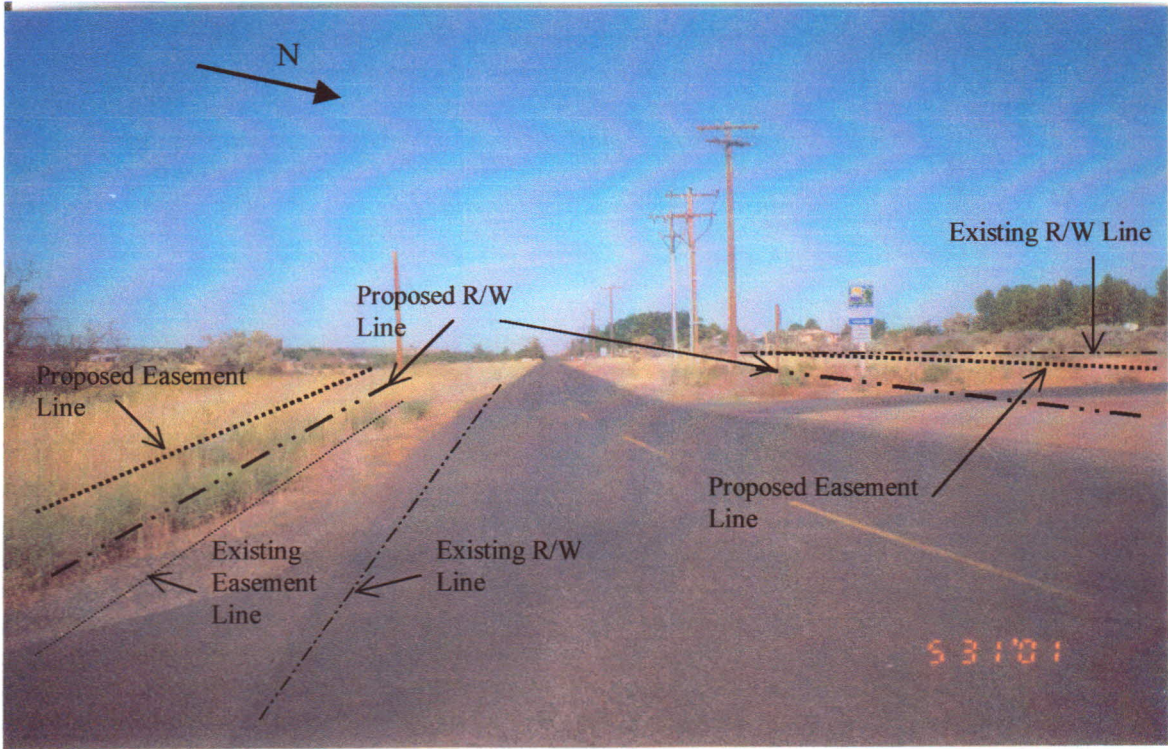 N
Existing R/W Line
Proposed R/W
Line
Proposed Easement
Line
Proposed Easement
Line
Existing
Easement
Line
Existing R/W
Line
5 31'01